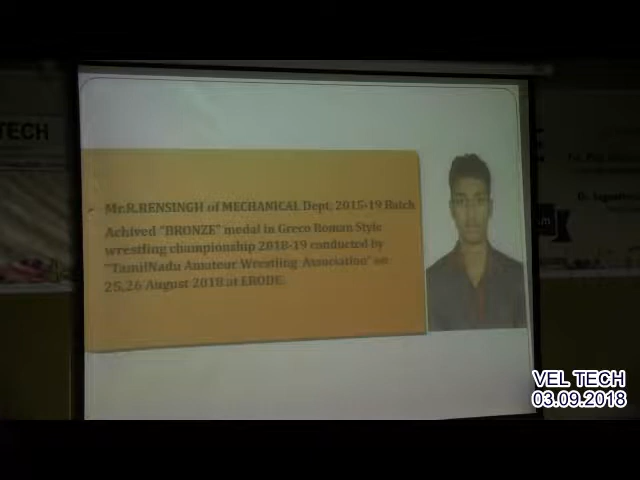 TECH
Mr.R.BENSINGH of MECHANICAL Dept. 2015-19 Batch
Achived "BRONZE" medal in Greco Roman Style
wrestling championship 2018-19 conducted by
"TamilNadu Amateur Wrestling Association" on
25,26 August 2018 at ERODE.
VEL TECH
03.09.2018